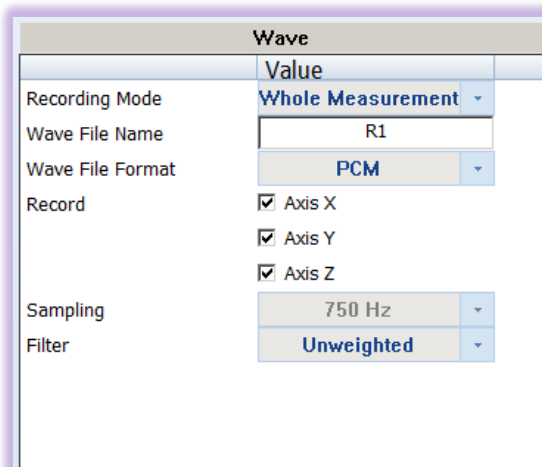 Wave
Value
Recording Mode Whole Measurement
Wave File Name R1
Wave File Format PCM
Record Axis X
Axis Y
Axis Z
Sampling 750 Hz
Filter Unweighted